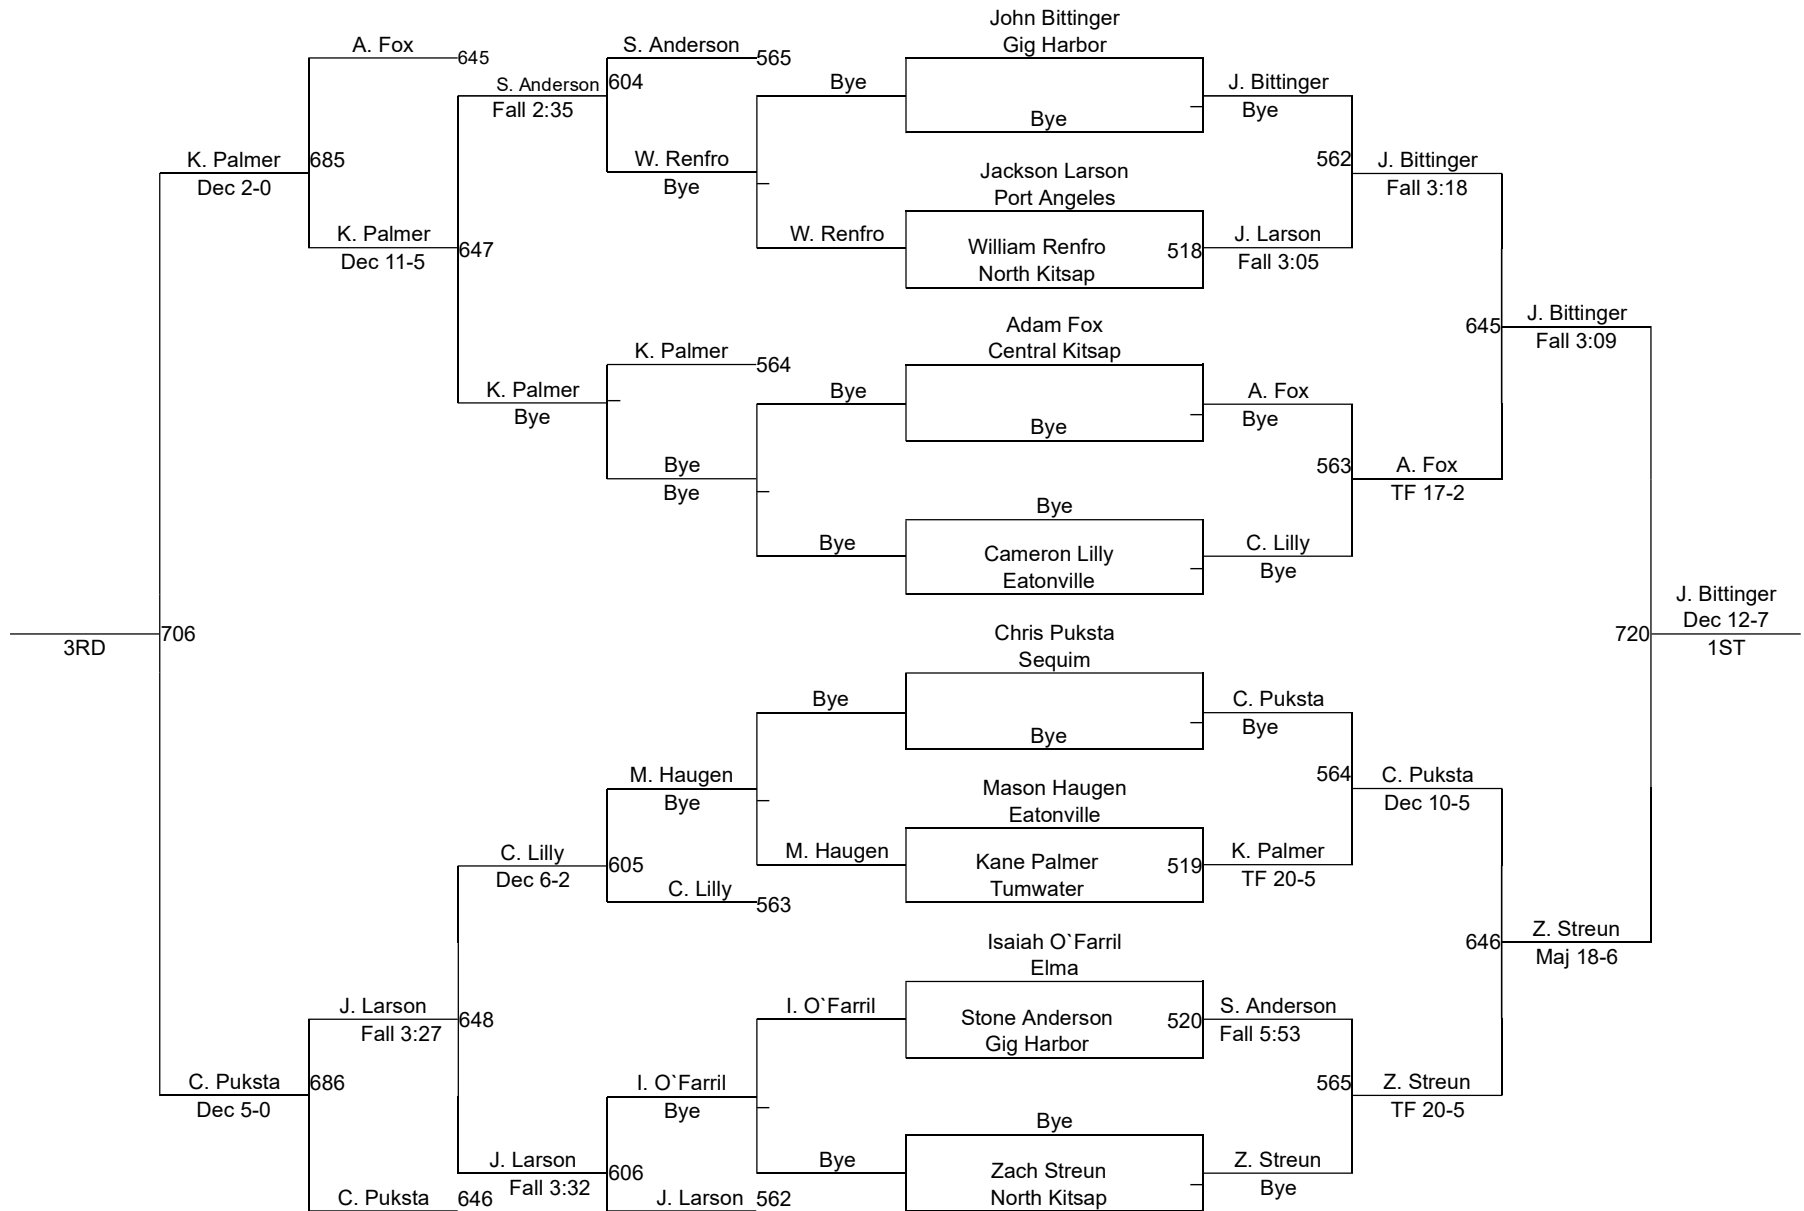 John Bittinger
Gig Harbor
A. Fox
645
S. Anderson
565
S. Anderson
604
Fall 2:35
Bye
J. Bittinger
Bye
Bye
K. Palmer
685
Dec 2-0
W. Renfro
Bye
Jackson Larson
Port Angeles
562
J. Bittinger
Fall 3:18
K. Palmer
647
Dec 11-5
W. Renfro
William Renfro
North Kitsap
518
J. Larson
Fall 3:05
Adam Fox
Central Kitsap
645
J. Bittinger
Fall 3:09
K. Palmer
564
K. Palmer
Bye
Bye
Bye
A. Fox
Bye
Bye
Bye
563
A. Fox
TF 17-2
Bye
Bye
Cameron Lilly
Eatonville
C. Lilly
Bye
3RD
706
720
J. Bittinger
Dec 12-7
1ST
Chris Puksta
Sequim
Bye
Bye
C. Puksta
Bye
M. Haugen
Bye
Mason Haugen
Eatonville
564
C. Puksta
Dec 10-5
C. Lilly
Dec 6-2
605
M. Haugen
Kane Palmer
Tumwater
519
K. Palmer
TF 20-5
C. Lilly
563
Isaiah O`Farril
Elma
646
Z. Streun
Maj 18-6
J. Larson
Fall 3:27
648
I. O`Farril
Stone Anderson
Gig Harbor
520
S. Anderson
Fall 5:53
C. Puksta
Dec 5-0
686
I. O`Farril
Bye
Bye
565
Z. Streun
TF 20-5
J. Larson
Fall 3:32
606
Bye
Zach Streun
North Kitsap
Z. Streun
Bye
C. Puksta
646
J. Larson
562